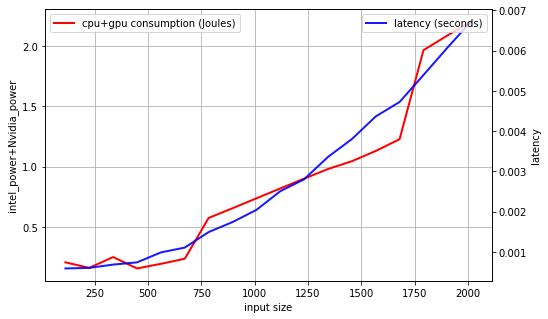 cpu+gpu consumption (Joules)
latency (seconds)
2.0
1.5
1.0
0.5
intel_power+Nvidia_power
0.007
0.006
0.005
0.004
0.003
0.002
0.001
latency
250 500 750 1000 1250 1500 1750 2000
input size